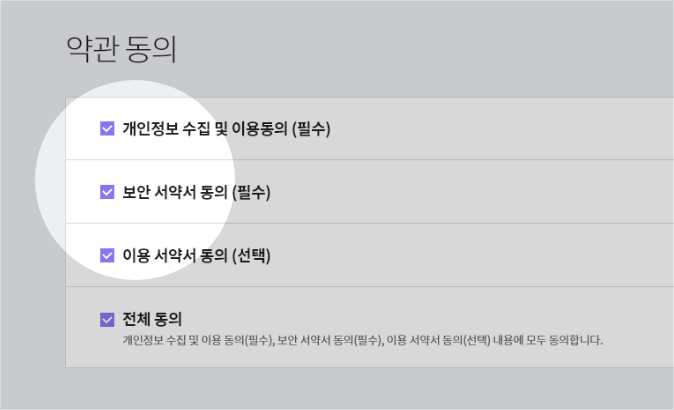 약관 동의
개인정보 수집 및 이용동의 (필수)
보안 서약서 동의 (필수)
이용 서약서 동의 (선택)
전체 동의
개인정보 수집 및 이용 동의(필수), 보안 서약서 동의(필수), 이용 서약서 동의(선택) 내용에 모두 동의합니다.